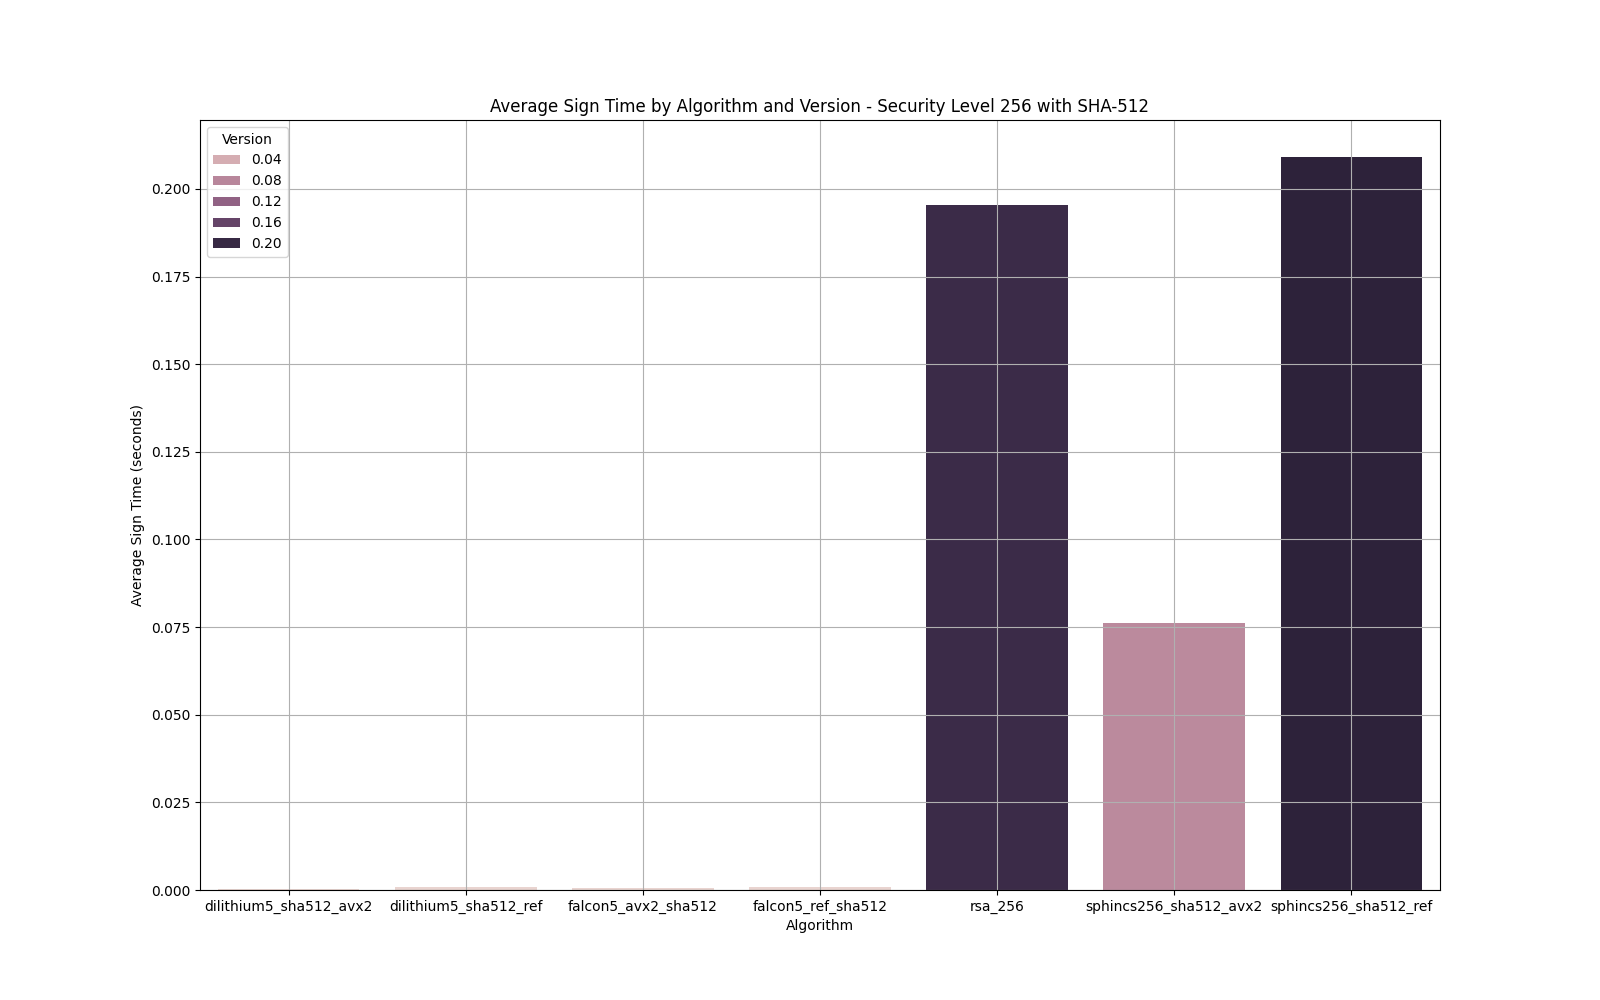 Average Sign Time by Algorithm and Version - Security Level 256 with SHA-512
Version
0.04
0.08
0.12
0.16
0.20
0.200
0.175
0.150
0.125
0.100
0.075
0.050
0.025
0.000
Average Sign Time (seconds)
dilithium5_sha512_avx2 dilithium5_sha512_ref falcon5_avx2_sha512 falcon5_ref_sha512 rsa_256 sphincs256_sha512_avx2 sphincs256_sha512_ref
Algorithm